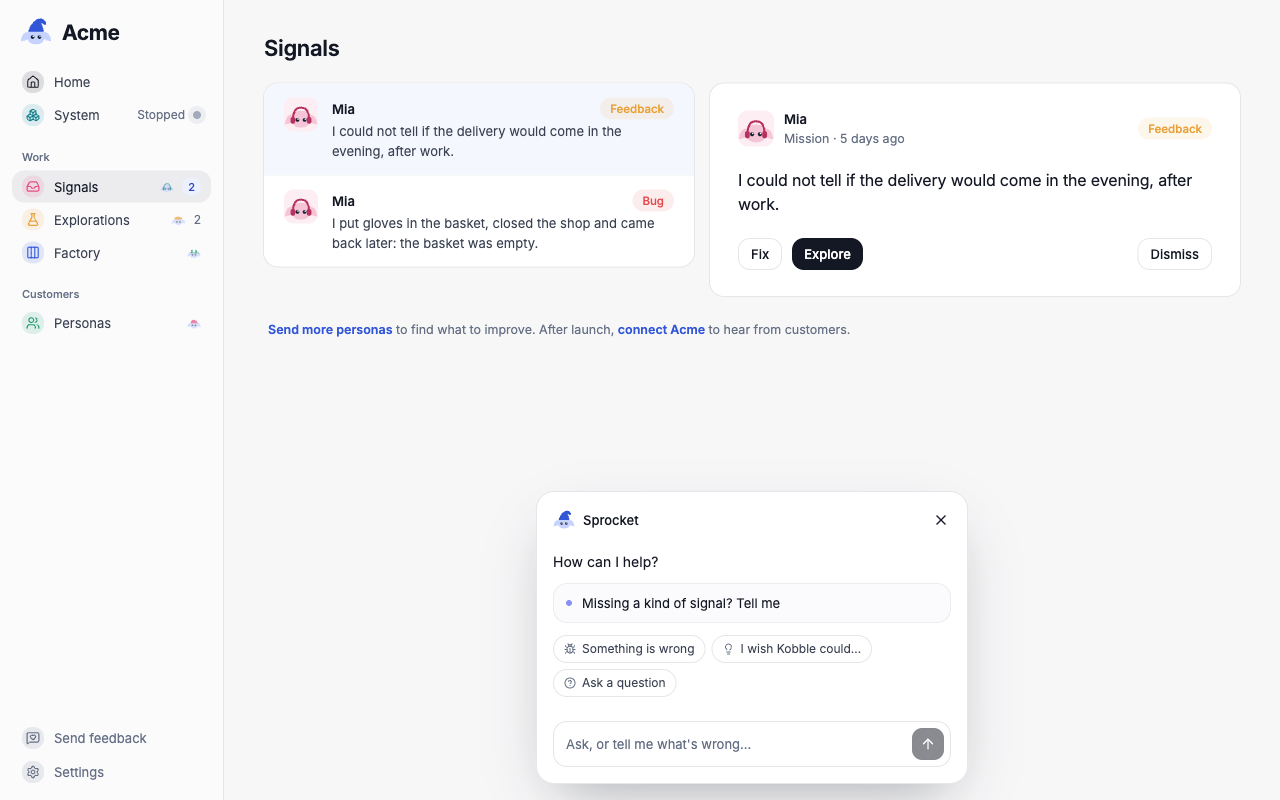 Acme
Home
System
Stopped
Work
Signals
2
Explorations
2
Factory
Customers
Personas
Send feedback
Settings
Signals
Mia
Feedback
I could not tell if the delivery would come in the
evening, after work.
Mia
Bug
I put gloves in the basket, closed the shop and came
back later: the basket was empty.
Mia
Mission · 5 days ago
Feedback
I could not tell if the delivery would come in the evening, after
work.
Fix
Explore
Dismiss
Send more personas to find what to improve. After launch, connect Acme to hear from customers.
Sprocket
How can I help?
Missing a kind of signal? Tell me
Something is wrong
I wish Kobble could...
Ask a question
Ask, or tell me what's wrong...